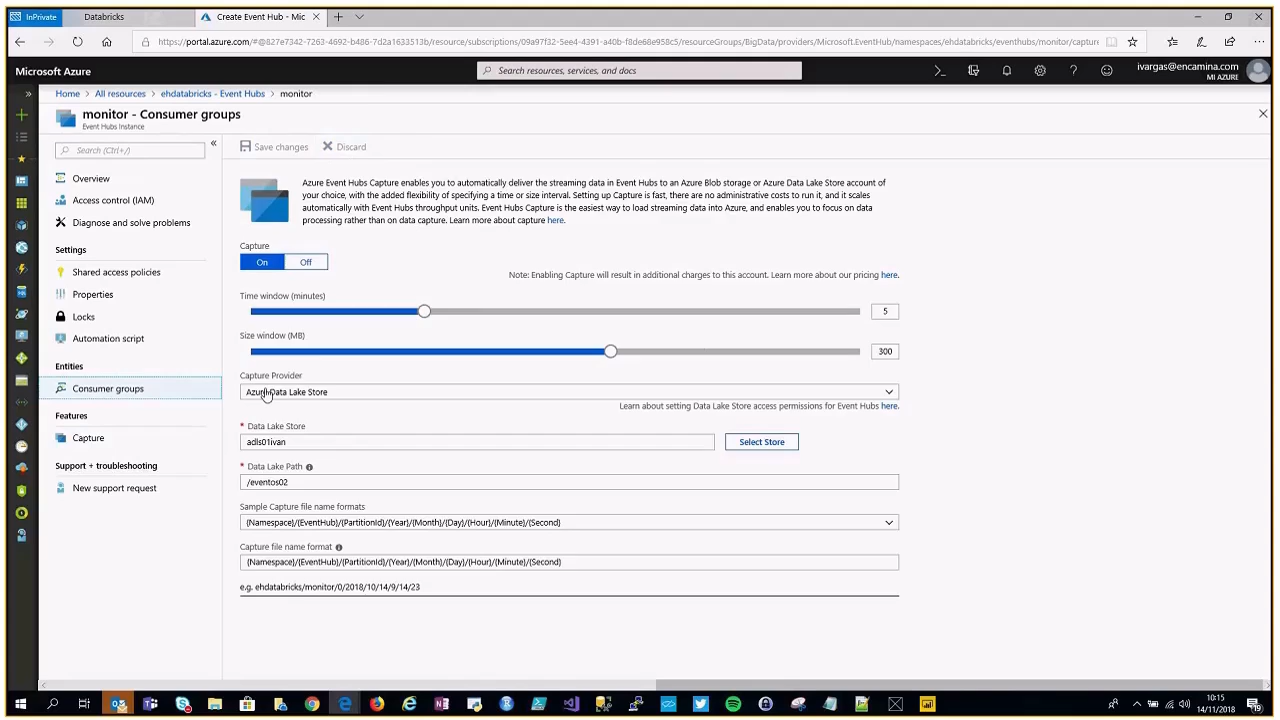 InPrivate
Databricks
Create Event Hub - Mic
https://portal.azure.com/#@827e7342-7263-4692-b486-7d2a1633513b/resource/subscriptions/09a97f32-5ee4-4391-a40b-f8de68e958c5/resourceGroups/BigData/providers/Microsoft.EventHub/namespaces/ehdatabricks/eventhubs/monitor/capture
Microsoft Azure
Search resources, services, and docs
ivargas@encamina.com
MI AZURE
Home > All resources > ehdatabricks - Event Hubs > monitor
monitor - Consumer groups
Event Hubs Instance
Search (Ctrl+/)
Overview
Access control (IAM)
Diagnose and solve problems
Settings
Shared access policies
Properties
Locks
Automation script
Entities
Consumer groups
Features
Capture
Support + troubleshooting
New support request
Save changes
Discard
Azure Event Hubs Capture enables you to automatically deliver the streaming data in Event Hubs to an Azure Blob storage or Azure Data Lake Store account of
your choice, with the added flexibility of specifying a time or size interval. Setting up Capture is fast, there are no administrative costs to run it, and it scales
automatically with Event Hubs throughput units. Event Hubs Capture is the easiest way to load streaming data into Azure, and enables you to focus on data
processing rather than on data capture. Learn more about capture here.
Capture
On
Off
Note: Enabling Capture will result in additional charges to this account. Learn more about our pricing here.
Time window (minutes)
5
Size window (MB)
300
Capture Provider
Azure Data Lake Store
Learn about setting Data Lake Store access permissions for Event Hubs here.
* Data Lake Store
adls01ivan
Select Store
* Data Lake Path
/eventos02
Sample Capture file name formats
{Namespace}/{EventHub}/{PartitionId}/{Year}/{Month}/{Day}/{Hour}/{Minute}/{Second}
Capture file name format
{Namespace}/{EventHub}/{PartitionId}/{Year}/{Month}/{Day}/{Hour}/{Minute}/{Second}
e.g. ehdatabricks/monitor/0/2018/10/14/9/14/23
10:15
14/11/2018